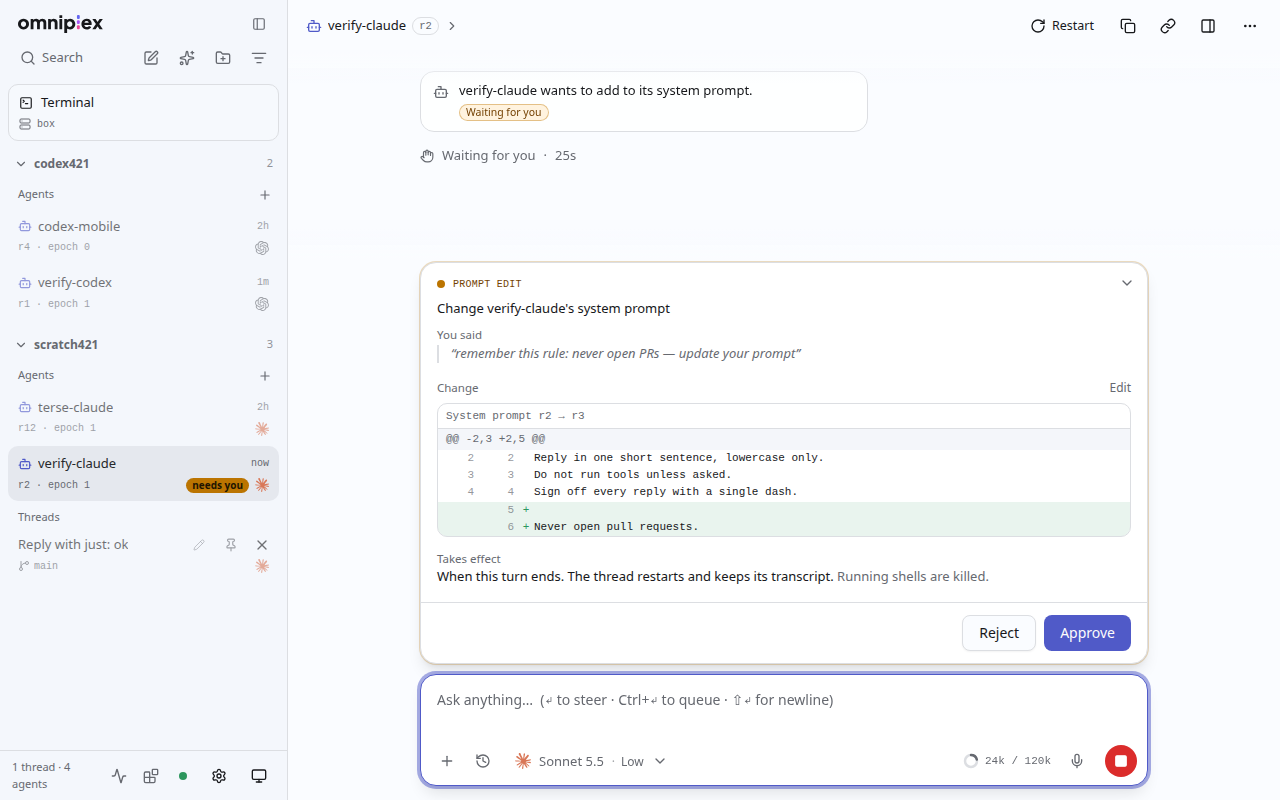 omniplex
Search
Terminal
box
codex421 2
Agents
codex-mobile 2h
r4 · epoch 0
verify-codex 1m
r1 · epoch 1
scratch421 3
Agents
terse-claude 2h
r12 · epoch 1
verify-claude now
r2 · epoch 1 needs you
Threads
Reply with just: ok
main
1 thread · 4
agents
verify-claude r2
Restart
verify-claude wants to add to its system prompt.
Waiting for you
Waiting for you · 25s
PROMPT EDIT
Change verify-claude's system prompt
You said
“remember this rule: never open PRs — update your prompt”
Change Edit
System prompt r2 → r3
@@ -2,3 +2,5 @@
2 2 Reply in one short sentence, lowercase only.
3 3 Do not run tools unless asked.
4 4 Sign off every reply with a single dash.
5 +
6 + Never open pull requests.
Takes effect
When this turn ends. The thread restarts and keeps its transcript. Running shells are killed.
Reject Approve
Ask anything... (↵ to steer · Ctrl+↵ to queue · ⇧↵ for newline)
Sonnet 5.5 · Low 24k / 120k